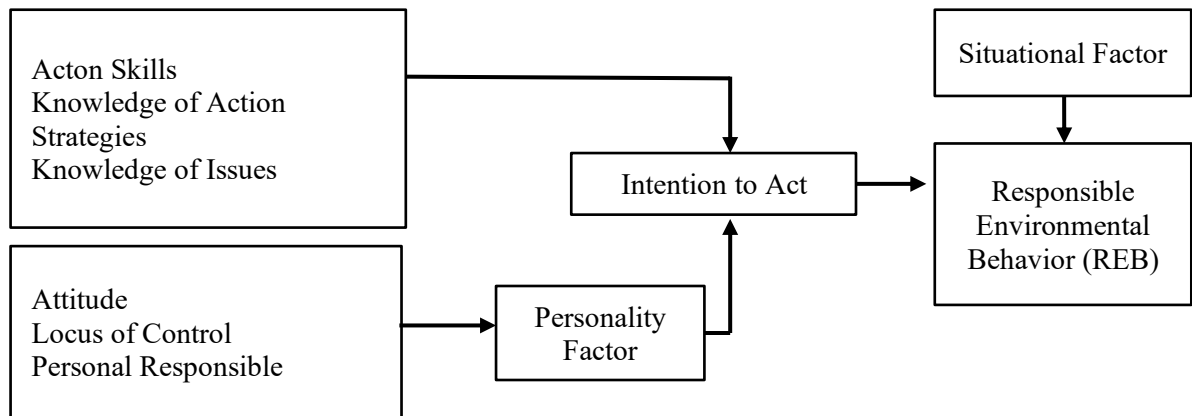 Acton Skills
Knowledge of Action
Strategies
Knowledge of Issues
Situational Factor
Intention to Act
Responsible
Environmental
Behavior (REB)
Attitude
Locus of Control
Personal Responsible
Personality
Factor